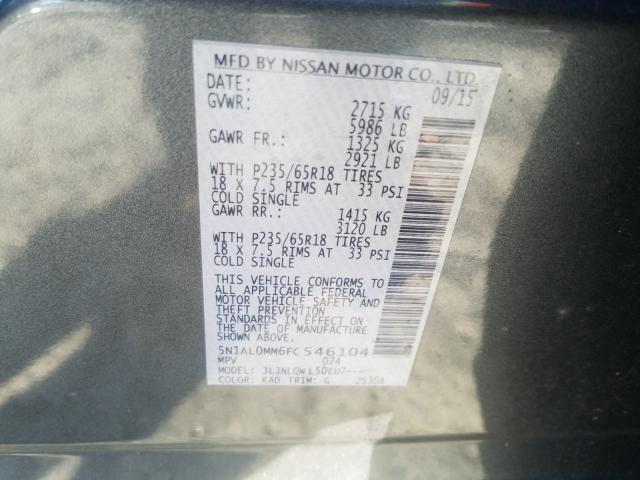 MFD BY NISSAN MOTOR CO., LTD.
DATE: 09/15
GVWR: 2715 KG
5986 LB
GAWR FR.: 1325 KG
2921 LB
WITH P235/65R18 TIRES
18 X 7.5 RIMS AT 33 PSI
COLD SINGLE
GAWR RR.: 1415 KG
3120 LB
WITH P235/65R18 TIRES
18 X 7.5 RIMS AT 33 PSI
COLD SINGLE
THIS VEHICLE CONFORMS TO
ALL APPLICABLE FEDERAL
MOTOR VEHICLE SAFETY AND
THEFT PREVENTION
STANDARDS IN EFFECT ON
THE DATE OF MANUFACTURE
SHOWN ABOVE.
5N1AL0MM6FC546104
MPV 074
MODEL:
COLOR: KAD TRIM: G 2530A